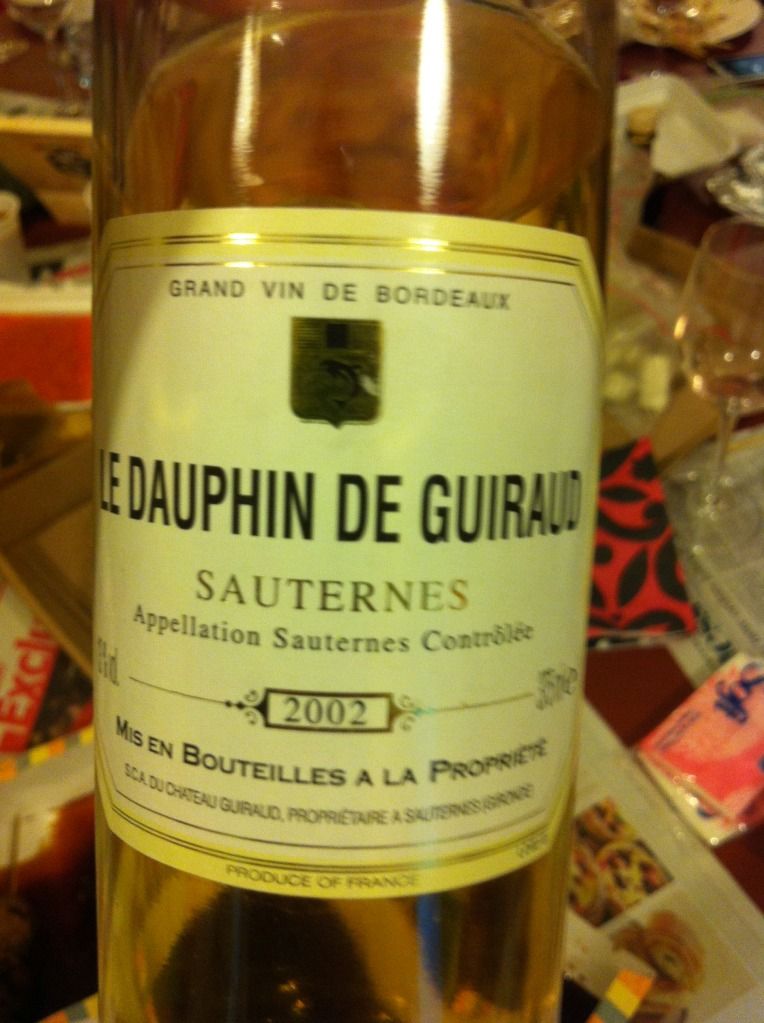 GRAND VIN DE BORDEAUX
LE DAUPHIN DE GUIRAUD
SAUTERNES
Appellation Sauternes Contrôlée
2002
MIS EN BOUTEILLES A LA PROPRIÉTÉ
S.C.A. DU CHATEAU GUIRAUD, PROPRIÉTAIRE A SAUTERNES (GIRONDE)
PRODUCE OF FRANCE